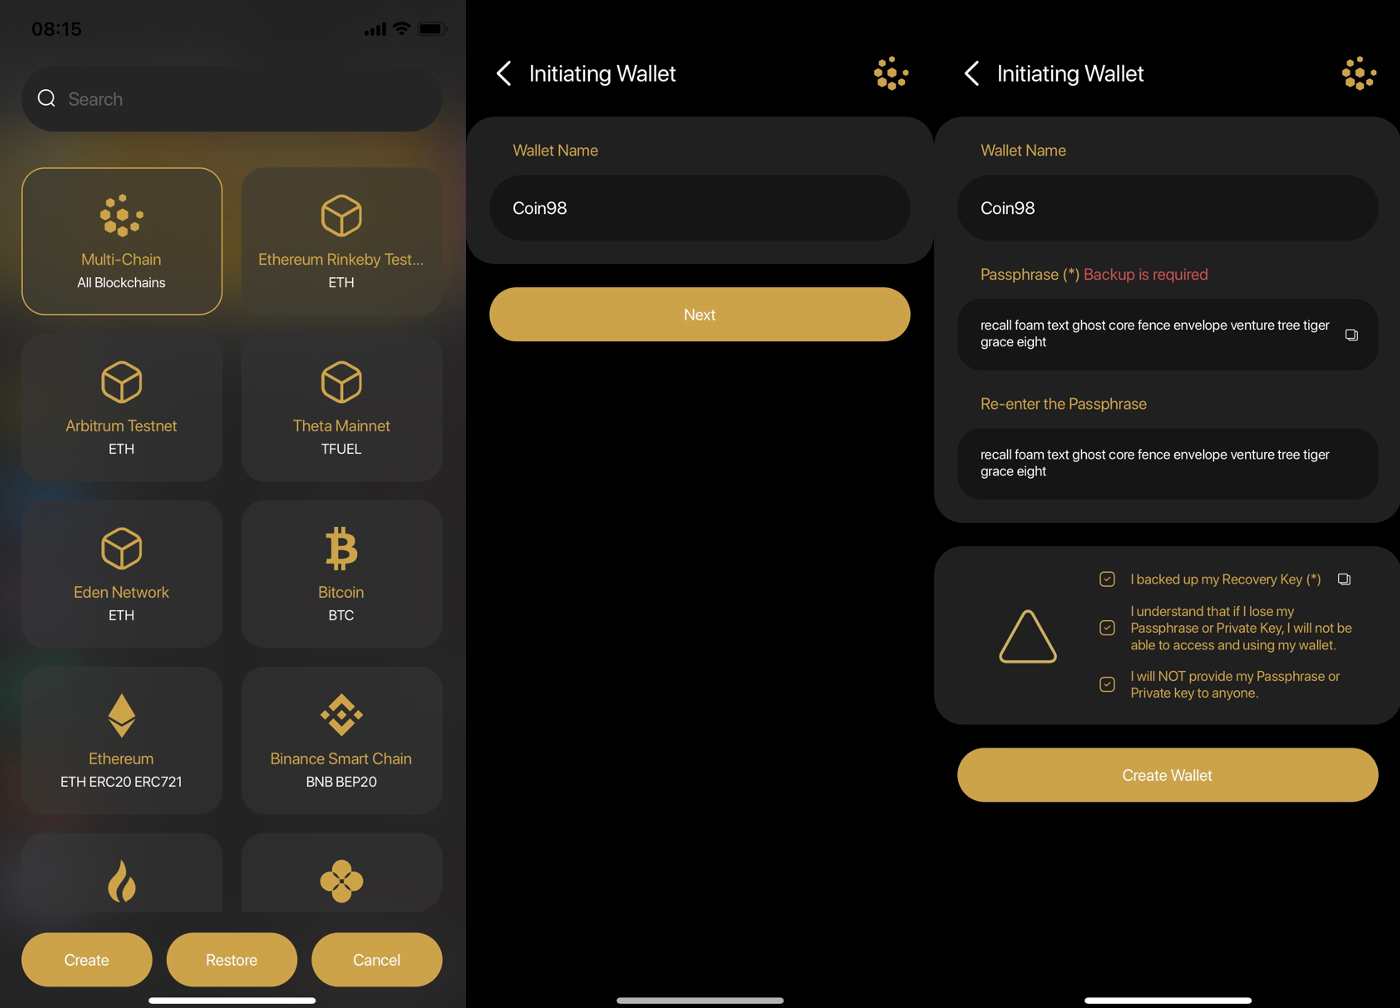 08:15
Search
Multi-Chain
All Blockchains
Ethereum Rinkeby Test...
ETH
Arbitrum Testnet
ETH
Theta Mainnet
TFUEL
Eden Network
ETH
Bitcoin
BTC
Ethereum
ETH ERC20 ERC721
Binance Smart Chain
BNB BEP20
Create
Restore
Cancel
Initiating Wallet
Wallet Name
Coin98
Next
Initiating Wallet
Wallet Name
Coin98
Passphrase (*) Backup is required
recall foam text ghost core fence envelope venture tree tiger
grace eight
Re-enter the Passphrase
recall foam text ghost core fence envelope venture tree tiger
grace eight
I backed up my Recovery Key (*)
I understand that if I lose my
Passphrase or Private Key, I will not be
able to access and using my wallet.
I will NOT provide my Passphrase or
Private key to anyone.
Create Wallet